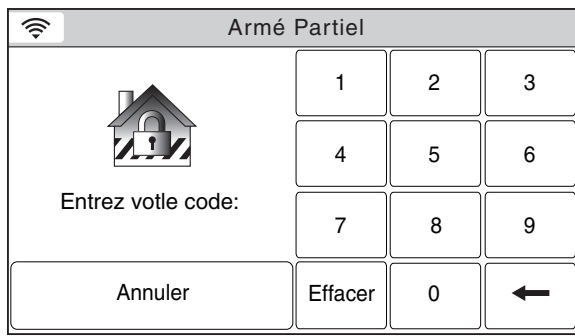 Armé Partiel
1 2 3
4 5 6
Entrez votle code:
7 8 9
Annuler
Effacer 0